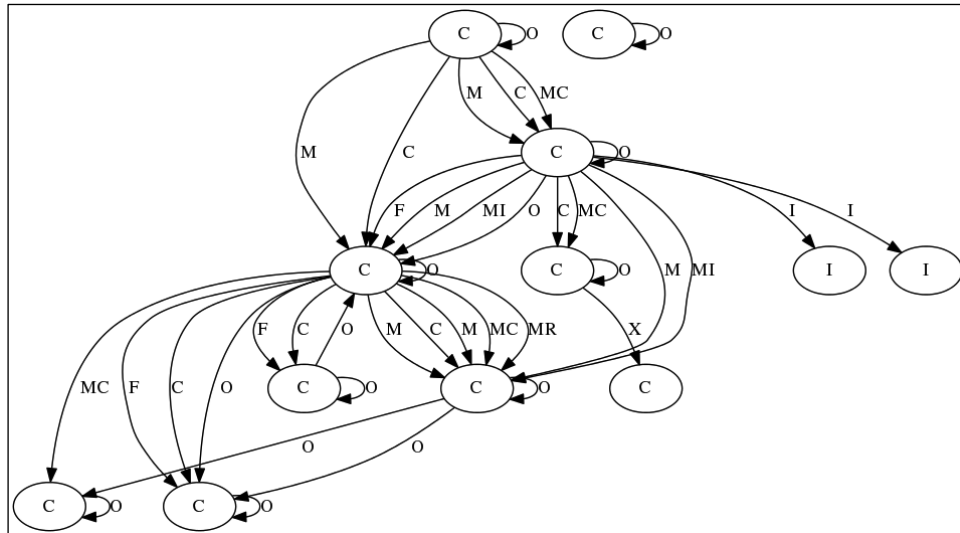 C O C O
M C M C MC
C O
F M MI O C MC M MI I I
C O C O I I
MC F C O F C O M C M MC MR X
C O C O C
O O
C O C O